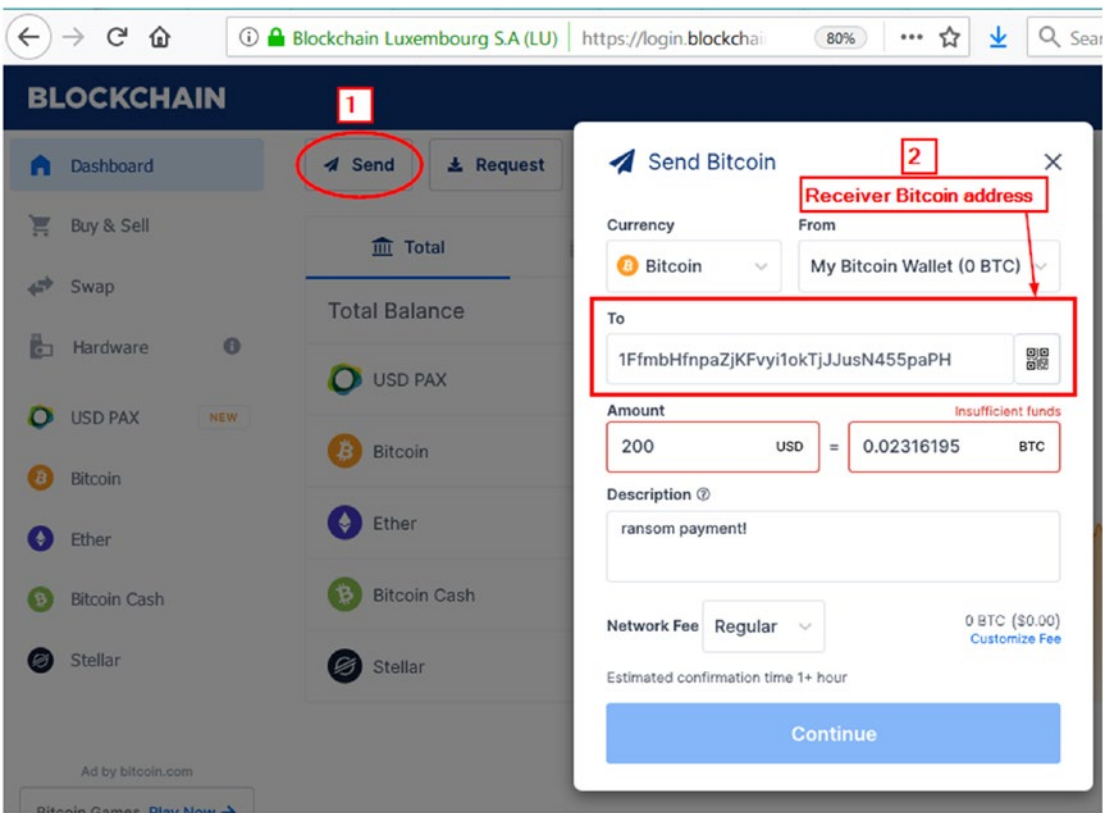 Blockchain Luxembourg S.A (LU) https://login.blockchai 80% Sear
BLOCKCHAIN
1
Dashboard
Buy & Sell
Swap
Hardware
USD PAX NEW
Bitcoin
Ether
Bitcoin Cash
Stellar
Ad by bitcoin.com
Bitcoin Games Play Now →
Send Request
Total
Total Balance
USD PAX
Bitcoin
Ether
Bitcoin Cash
Stellar
Send Bitcoin
2
Receiver Bitcoin address
Currency From
Bitcoin My Bitcoin Wallet (0 BTC)
To
1FfmbHfnpaZjKFvyi1okTjJJusN455paPH
Amount Insufficient funds
200 USD = 0.02316195 BTC
Description
ransom payment!
Network Fee Regular 0 BTC ($0.00)
Customize Fee
Estimated confirmation time 1+ hour
Continue